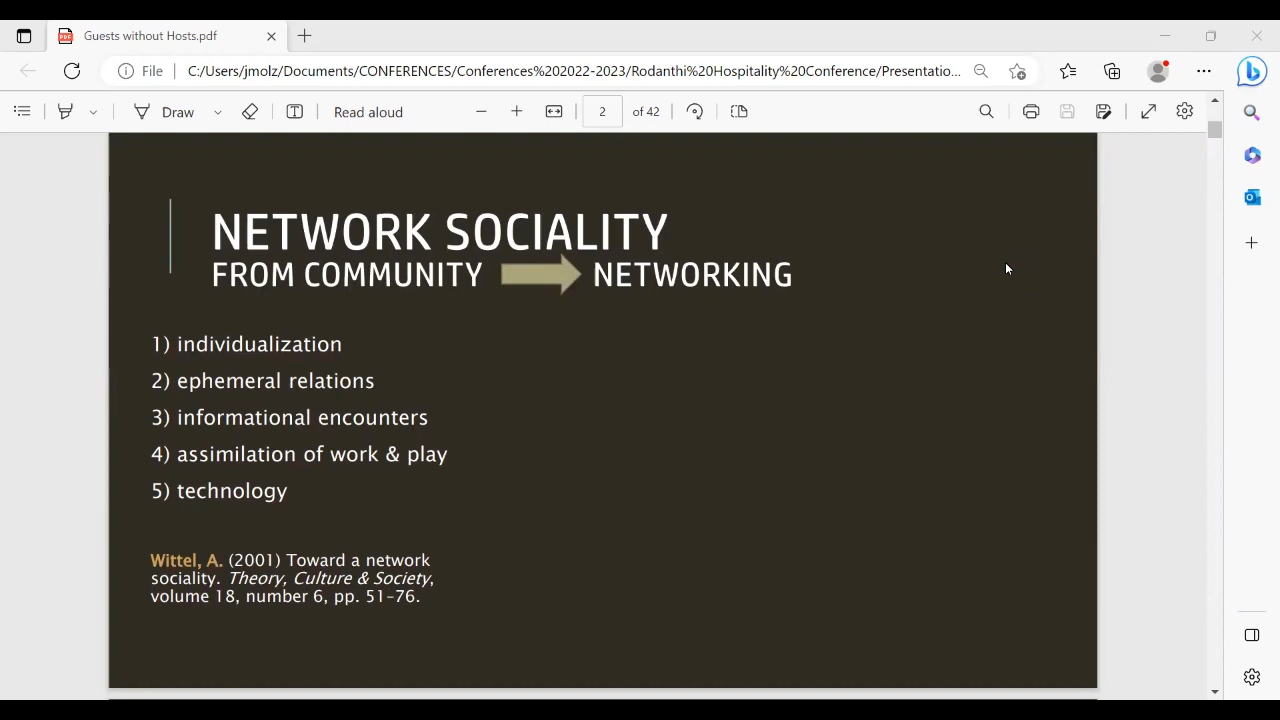 Guests without Hosts.pdf
File
C:/Users/jmolz/Documents/CONFERENCES/Conferences%202022-2023/Rodanthi%20Hospitality%20Conference/Presentatio...
Draw
Read aloud
2
of 42
NETWORK SOCIALITY
FROM COMMUNITY NETWORKING
1) individualization
2) ephemeral relations
3) informational encounters
4) assimilation of work & play
5) technology
Wittel, A. (2001) Toward a network
sociality. Theory, Culture & Society,
volume 18, number 6, pp. 51–76.